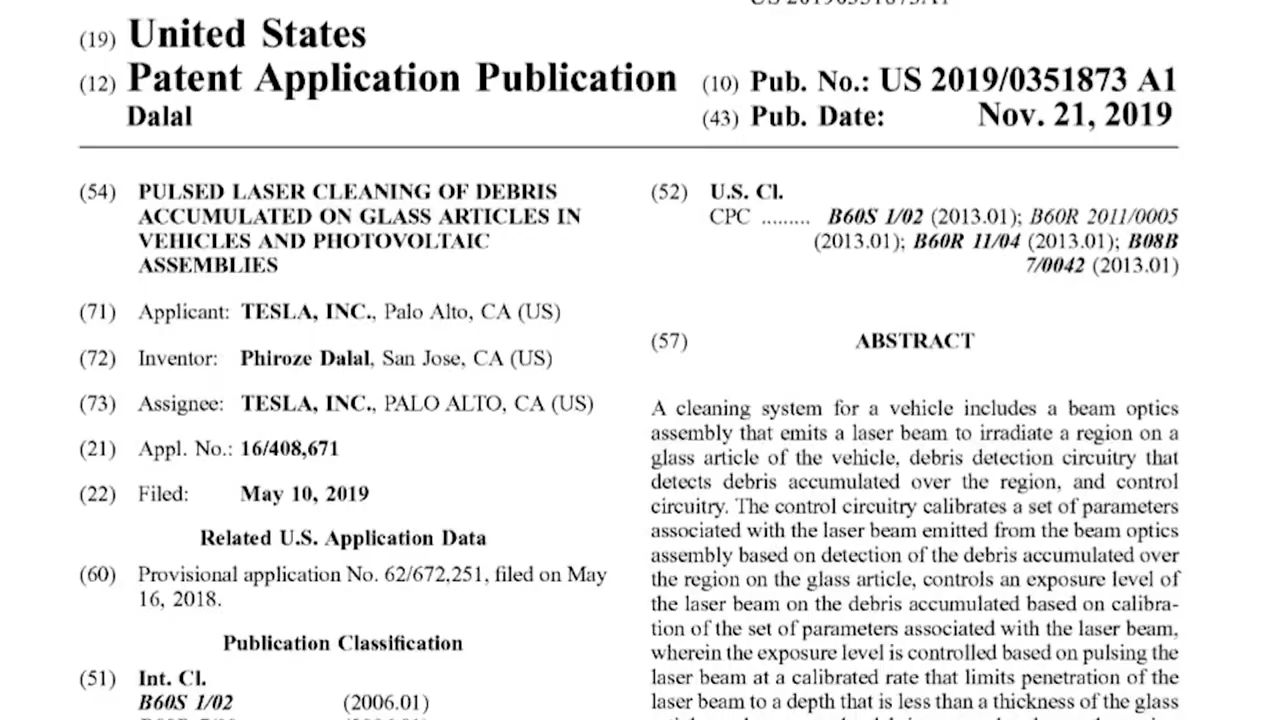 (19) United States
(12) Patent Application Publication (10) Pub. No.: US 2019/0351873 A1
Dalal (43) Pub. Date: Nov. 21, 2019
(54) PULSED LASER CLEANING OF DEBRIS
ACCUMULATED ON GLASS ARTICLES IN
VEHICLES AND PHOTOVOLTAIC
ASSEMBLIES
(71) Applicant: TESLA, INC., Palo Alto, CA (US)
(72) Inventor: Phiroze Dalal, San Jose, CA (US)
(73) Assignee: TESLA, INC., PALO ALTO, CA (US)
(21) Appl. No.: 16/408,671
(22) Filed: May 10, 2019
Related U.S. Application Data
(60) Provisional application No. 62/672,251, filed on May
16, 2018.
Publication Classification
(51) Int. Cl.
B60S 1/02 (2006.01)
(52) U.S. Cl.
CPC ......... B60S 1/02 (2013.01); B60R 2011/0005
(2013.01); B60R 11/04 (2013.01); B08B
7/0042 (2013.01)
(57) ABSTRACT
A cleaning system for a vehicle includes a beam optics
assembly that emits a laser beam to irradiate a region on a
glass article of the vehicle, debris detection circuitry that
detects debris accumulated over the region, and control
circuitry. The control circuitry calibrates a set of parameters
associated with the laser beam emitted from the beam optics
assembly based on detection of the debris accumulated over
the region on the glass article, controls an exposure level of
the laser beam on the debris accumulated based on calibra-
tion of the set of parameters associated with the laser beam,
wherein the exposure level is controlled based on pulsing the
laser beam at a calibrated rate that limits penetration of the
laser beam to a depth that is less than a thickness of the glass